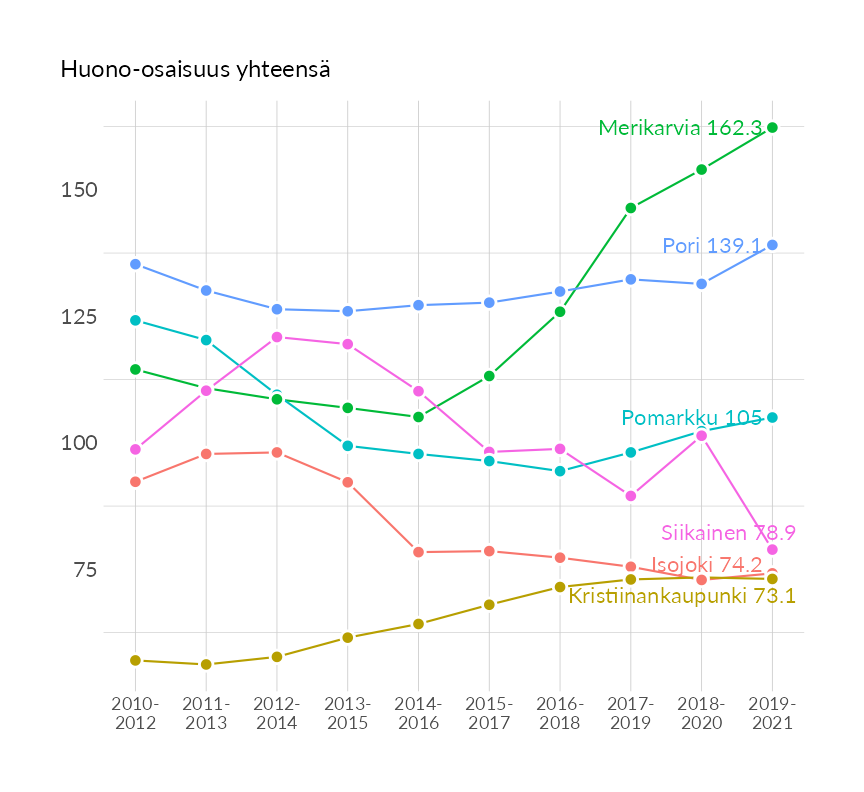 Huono-osaisuus yhteensä
Merikarvia 162.3
150
Pori 139.1
125
Pomarkku 105
100
Siikainen 78.9
Isojoki 74.2
75
Kristiinankaupunki 73.1
2010- 2011- 2012- 2013- 2014- 2015- 2016- 2017- 2018- 2019-
2012 2013 2014 2015 2016 2017 2018 2019 2020 2021